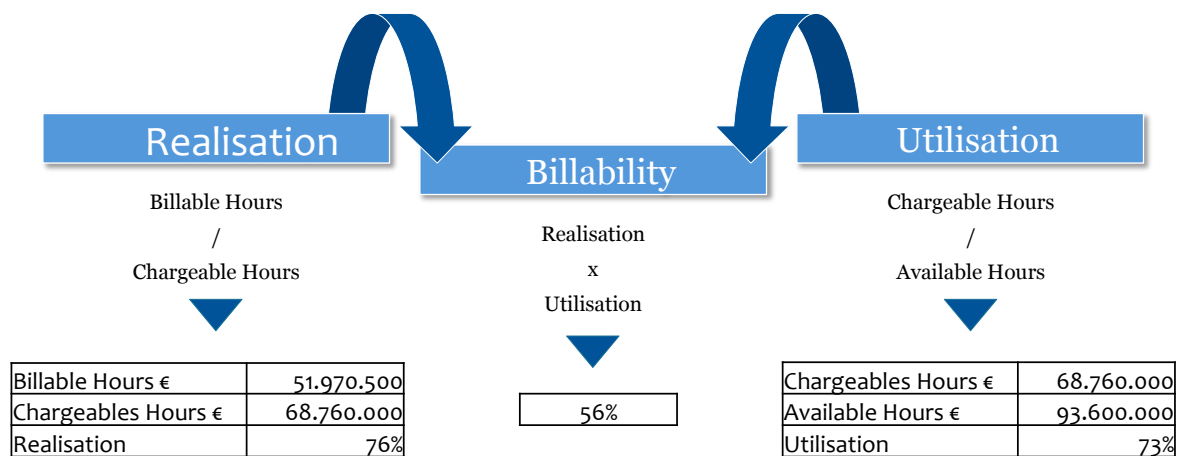 Realisation
Billable Hours
/
Chargeable Hours
Billable Hours € 51.970.500
Chargeables Hours € 68.760.000
Realisation 76%
Billability
Realisation
x
Utilisation
56%
Utilisation
Chargeable Hours
/
Available Hours
Chargeables Hours € 68.760.000
Available Hours € 93.600.000
Utilisation 73%